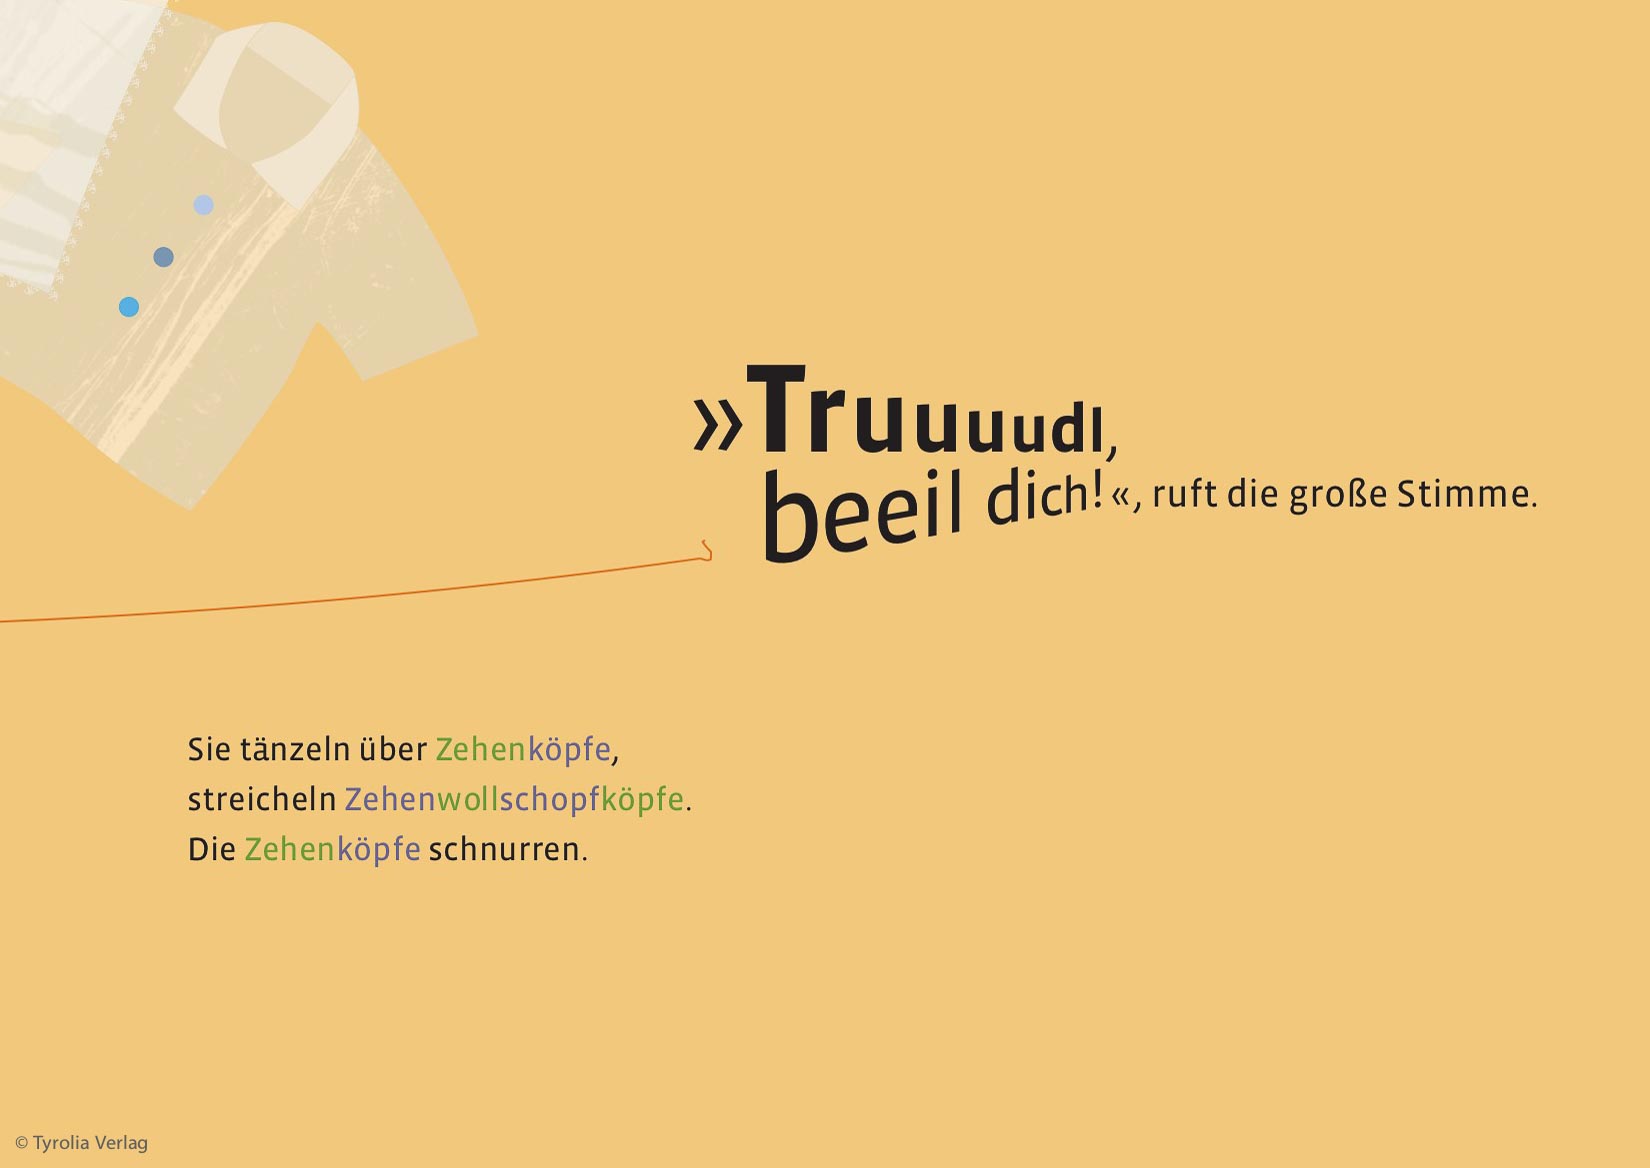 »Truuuudl,
beeil dich!«, ruft die große Stimme.
Sie tänzeln über Zehenköpfe,
streicheln Zehenwollschopfköpfe.
Die Zehenköpfe schnurren.
© Tyrolia Verlag